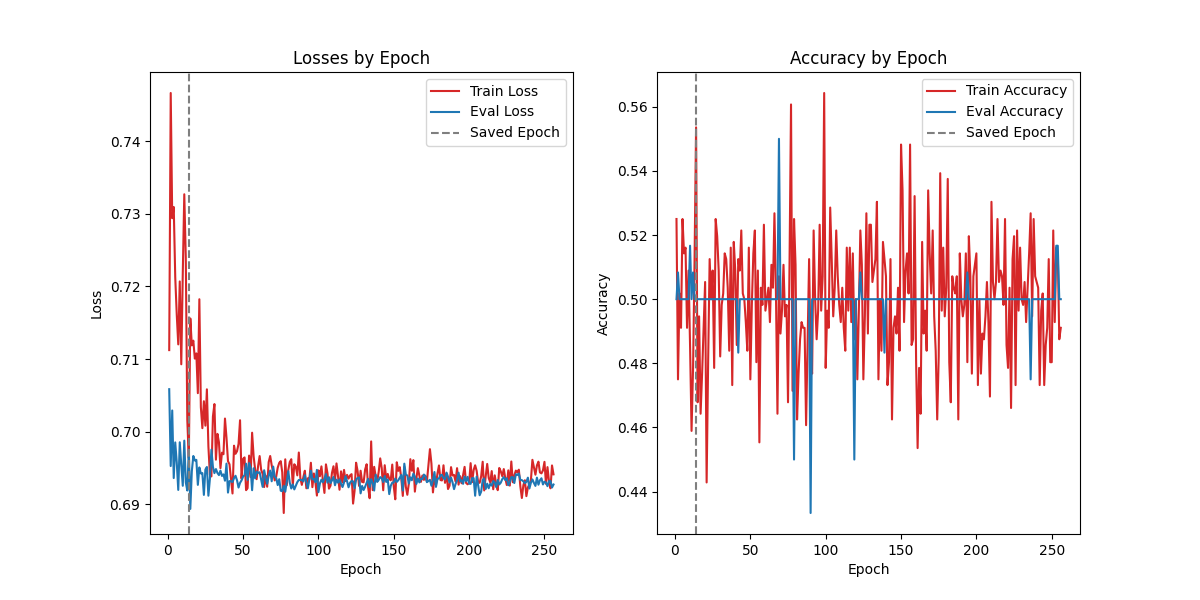 Losses by Epoch
Train Loss
Eval Loss
Saved Epoch
0.74
0.73
0.72
0.71
0.70
0.69
Loss
0
50
100
150
200
250
Epoch
Accuracy by Epoch
Train Accuracy
Eval Accuracy
Saved Epoch
0.56
0.54
0.52
0.50
0.48
0.46
0.44
Accuracy
0
50
100
150
200
250
Epoch